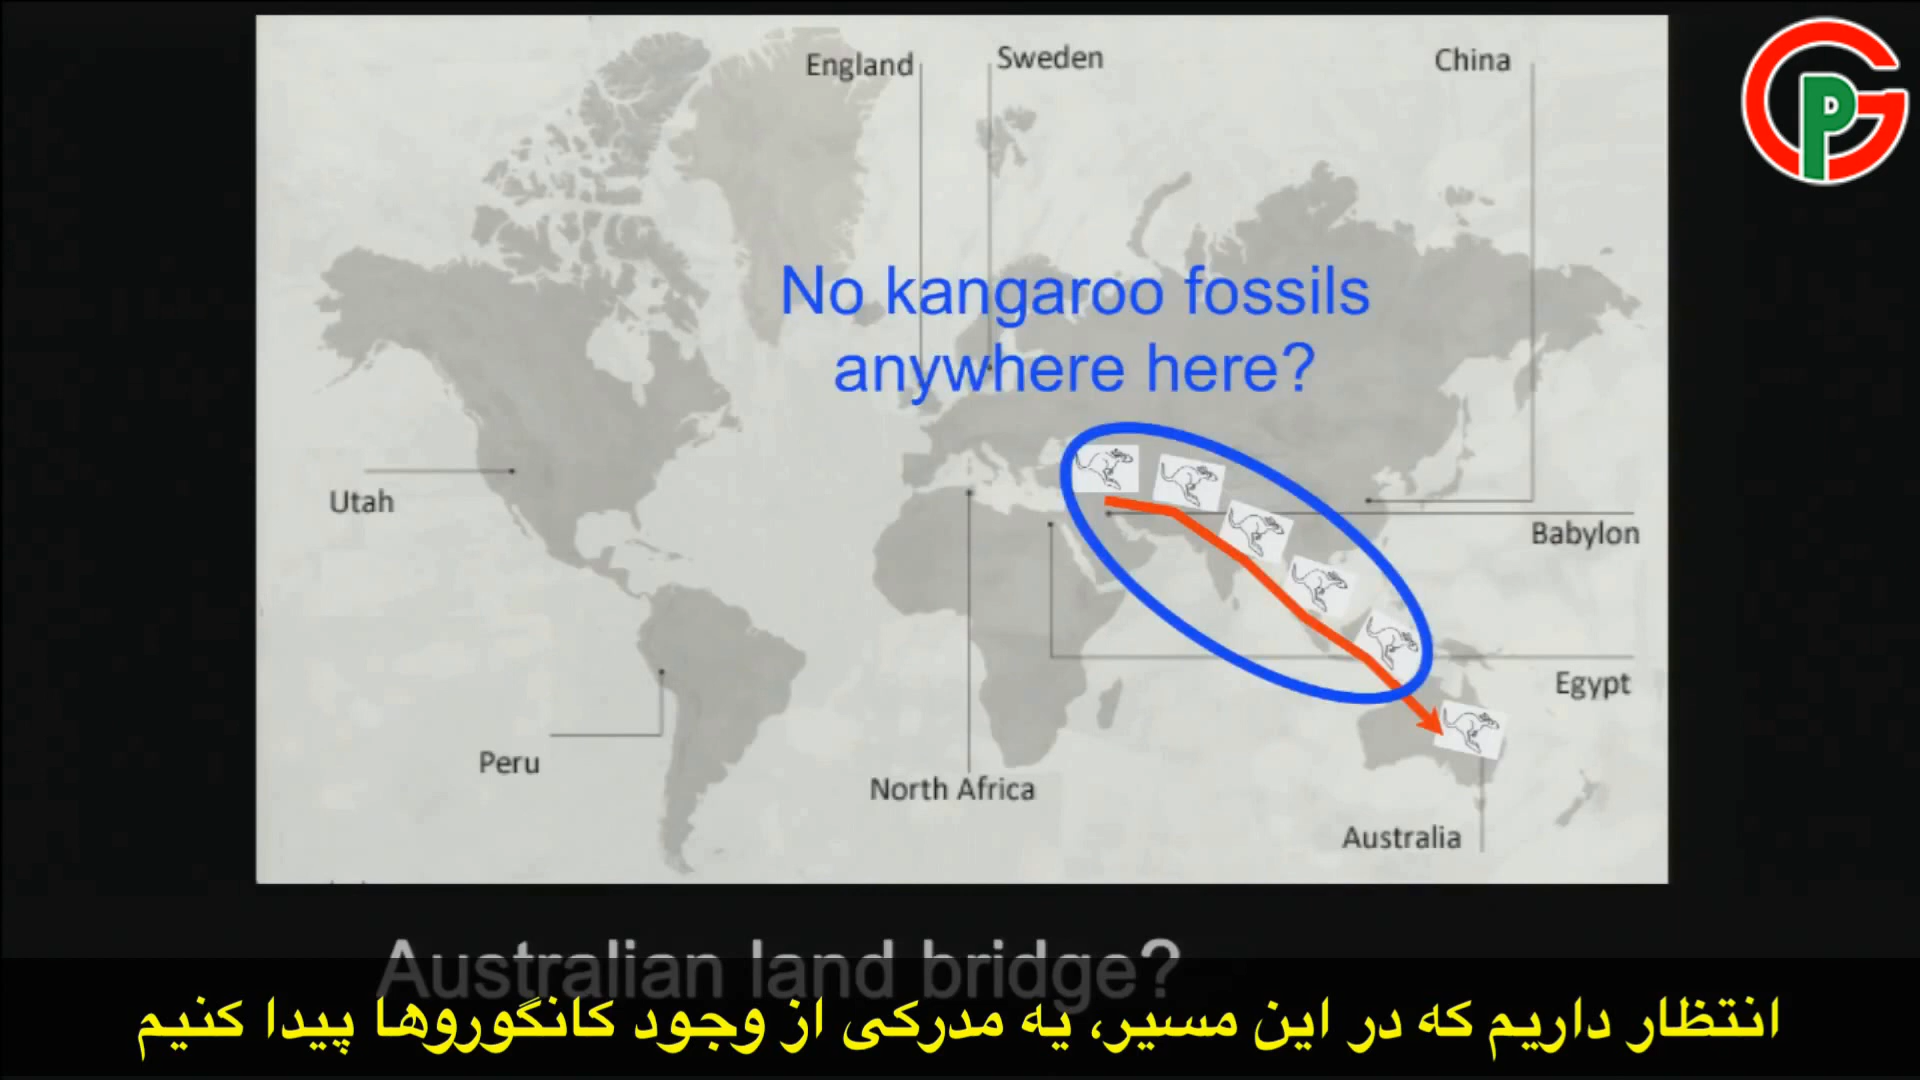 England
Sweden
China
No kangaroo fossils
anywhere here?
Utah
Babylon
Egypt
Peru
North Africa
Australia
Australian land bridge?
انتظار داریم که در این مسیر، یه مدرکی از وجود کانگوروها پیدا کنیم
GP